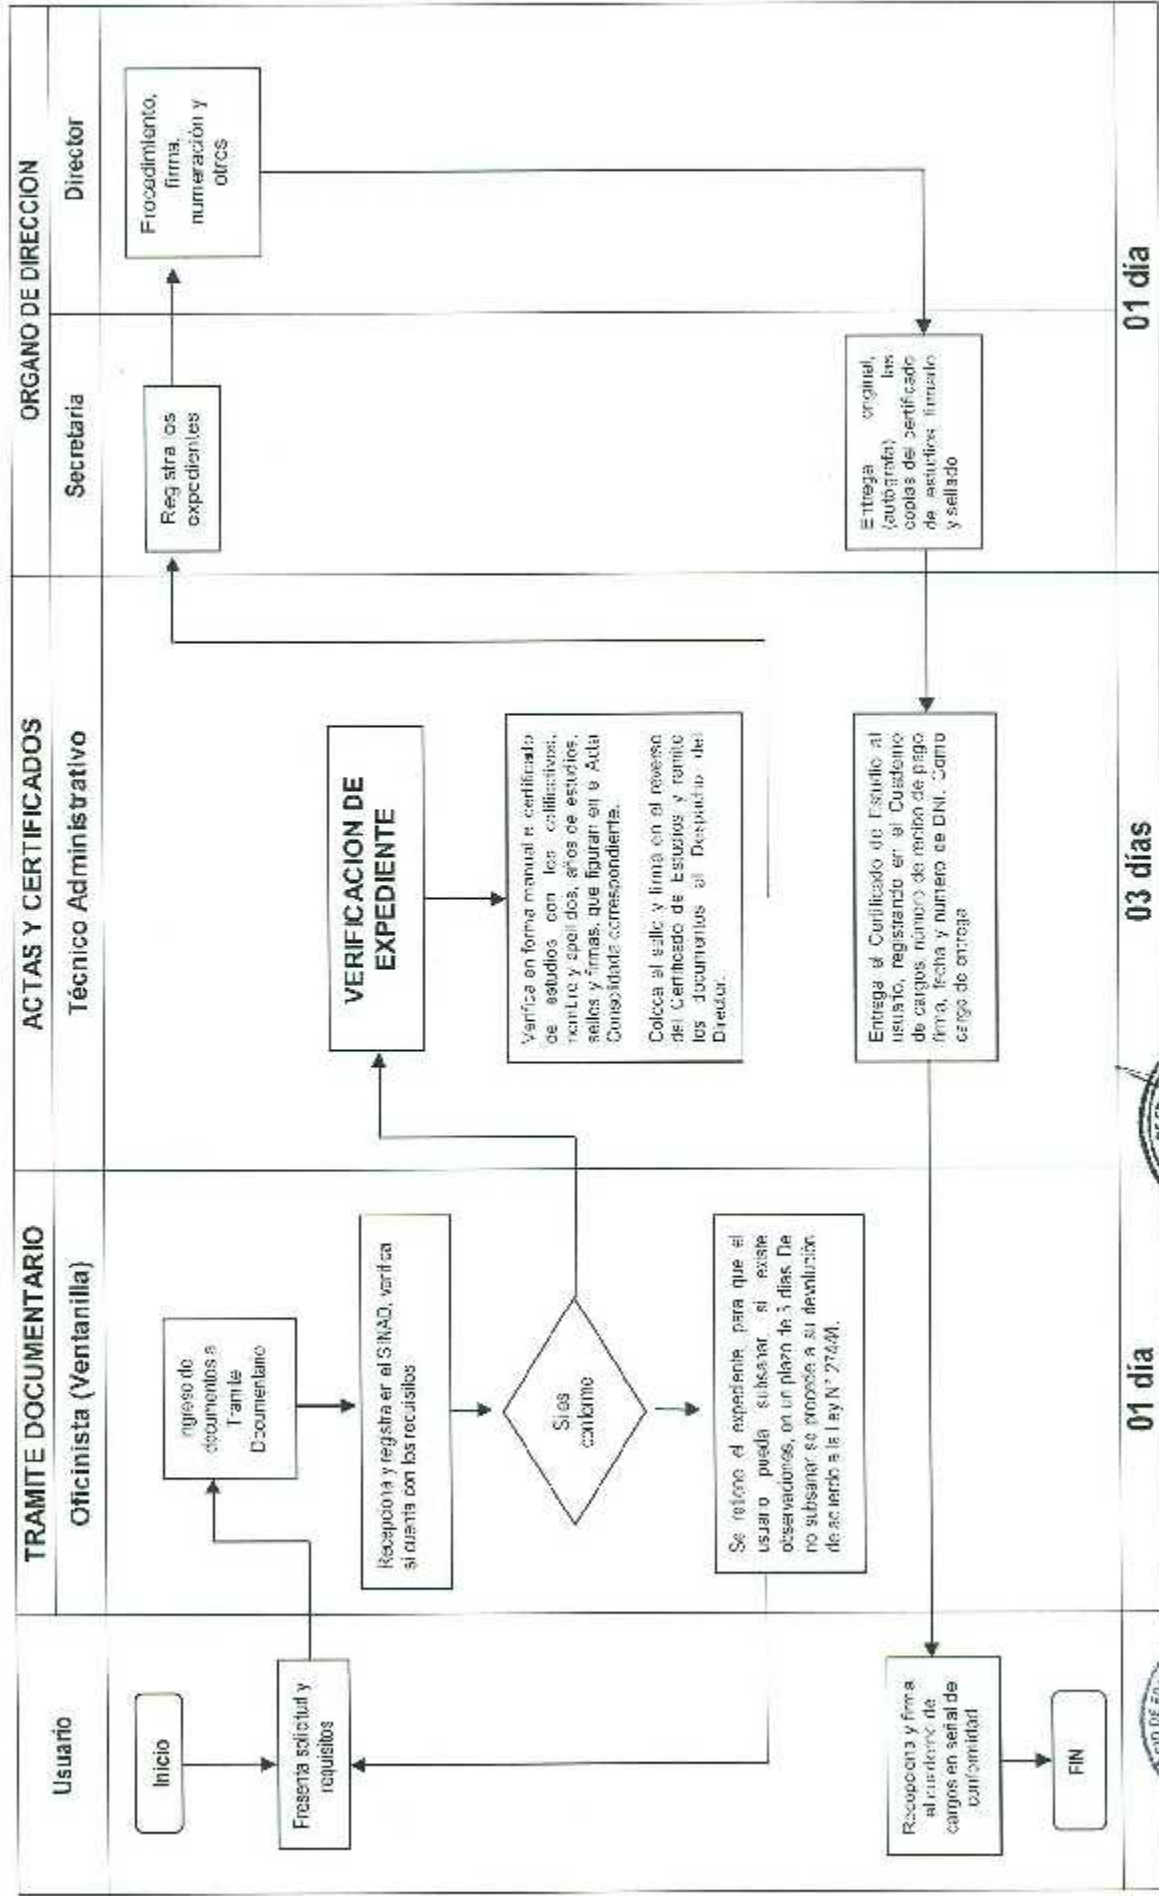 TRAMITE DOCUMENTARIO
ACTAS Y CERTIFICADOS
ORGANO DE DIRECCION
Usuario
Oficinista (Ventanilla)
Técnico Administrativo
Secretaria
Director
Inicio
Presenta solicitud y
requisitos
Ingreso de
documentos a
Tramite
Documentario
Recepciona y registra en el SINAD, verifica
si cuenta con los requisitos
Si es
conforme
Se retiene el expediente para que el
usuario pueda subsanar, si existe
observaciones, en un plazo de días. De
no subsanar se procede a su devolución.
de acuerdo a la Ley N° 27444.
VERIFICACION DE
EXPEDIENTE
Verifica en forma manual e certificado
de estudios con los calificativos,
nombre y apellidos, años de estudios,
sellos y firmas, que figuran en e Acta
Consolidada correspondiente.
Coloca el sello y firma en el reverso
del Certificado de Estudios y remite
los documentos al Despacho del
Director.
Registra los
expedientes
Procedimiento,
firma,
numeración y
otros
Entrega original,
(autógrafa) las
copias del certificado
de estudios firmado
y sellado
Entrega el Certificado de Estudio al
usuario, registrando en el Cuaderno
de cargos, número de recibo de pago
firma, fecha y numero de DNI. Como
cargo de entrega
Recepciona y firma
el cuaderno de
cargos en señal de
conformidad
FIN
01 día
03 días
01 día